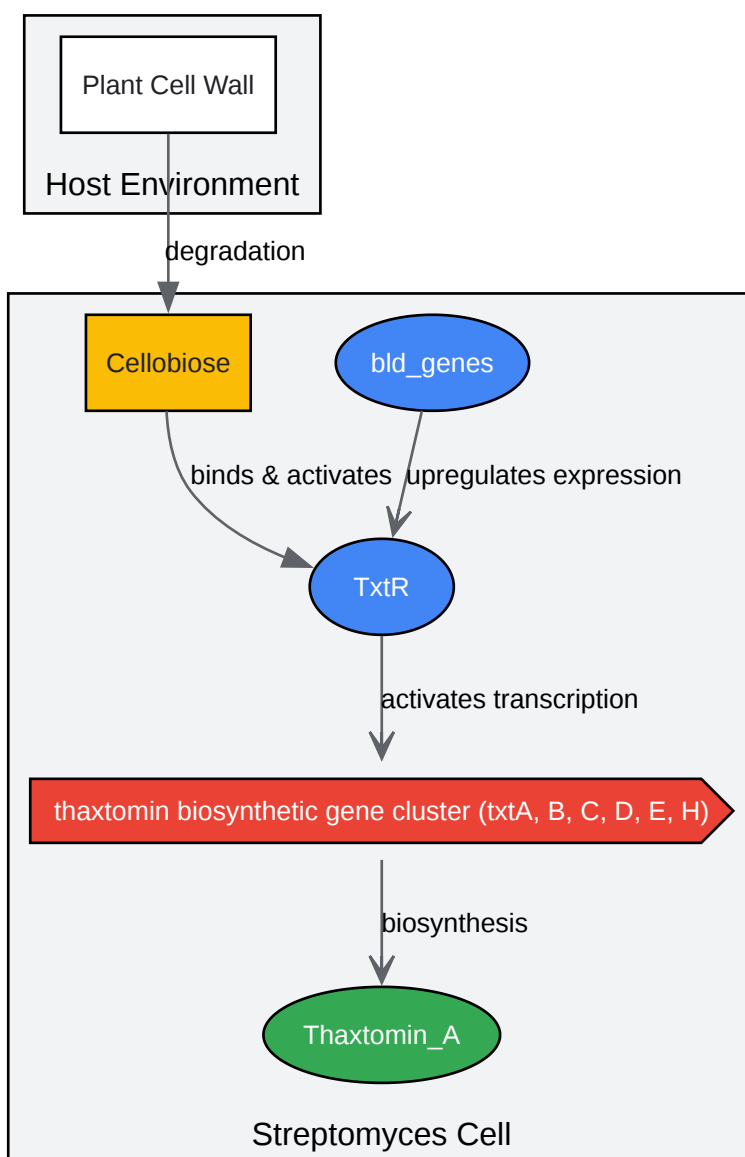 Plant Cell Wall
Host Environment
degradation
Cellobiose
bld_genes
binds & activates
upregulates expression
TxtR
activates transcription
thaxtomin biosynthetic gene cluster (txtA, B, C, D, E, H)
biosynthesis
Thaxtomin_A
Streptomyces Cell